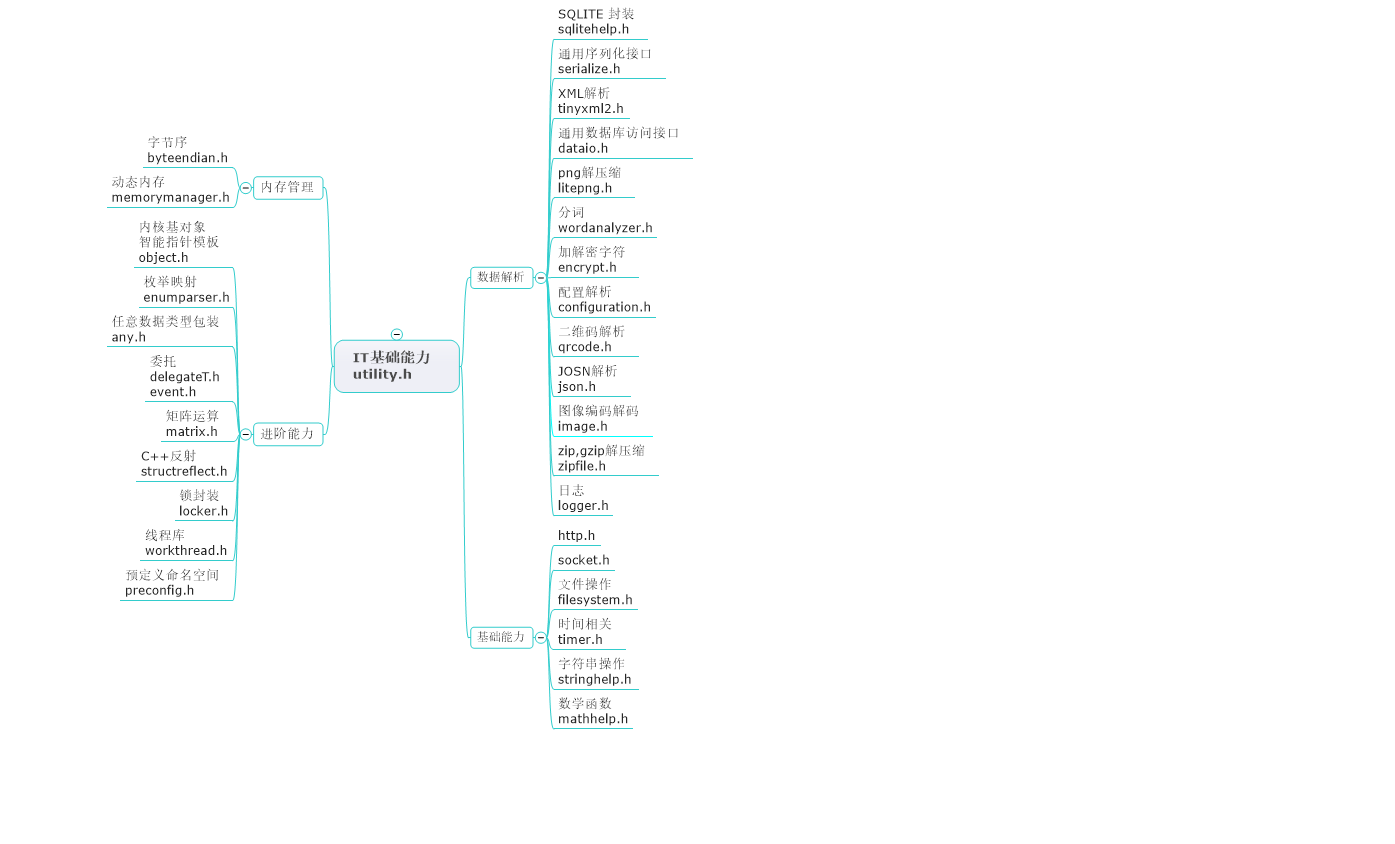 IT基础能力
utility.h
内存管理
字节序
byteendian.h
动态内存
memorymanager.h
进阶能力
内核基对象
智能指针模板
object.h
枚举映射
enumparser.h
任意数据类型包装
any.h
委托
delegateT.h
event.h
矩阵运算
matrix.h
C++反射
structreflect.h
锁封装
locker.h
线程库
workthread.h
预定义命名空间
preconfig.h
数据解析
SQLITE 封装
sqlitehelp.h
通用序列化接口
serialize.h
XML解析
tinyxml2.h
通用数据库访问接口
dataio.h
png解压缩
litepng.h
分词
wordanalyzer.h
加解密字符
encrypt.h
配置解析
configuration.h
二维码解析
qrcode.h
JOSN解析
json.h
图像编码解码
image.h
zip,gzip解压缩
zipfile.h
日志
logger.h
基础能力
http.h
socket.h
文件操作
filesystem.h
时间相关
timer.h
字符串操作
stringhelp.h
数学函数
mathhelp.h